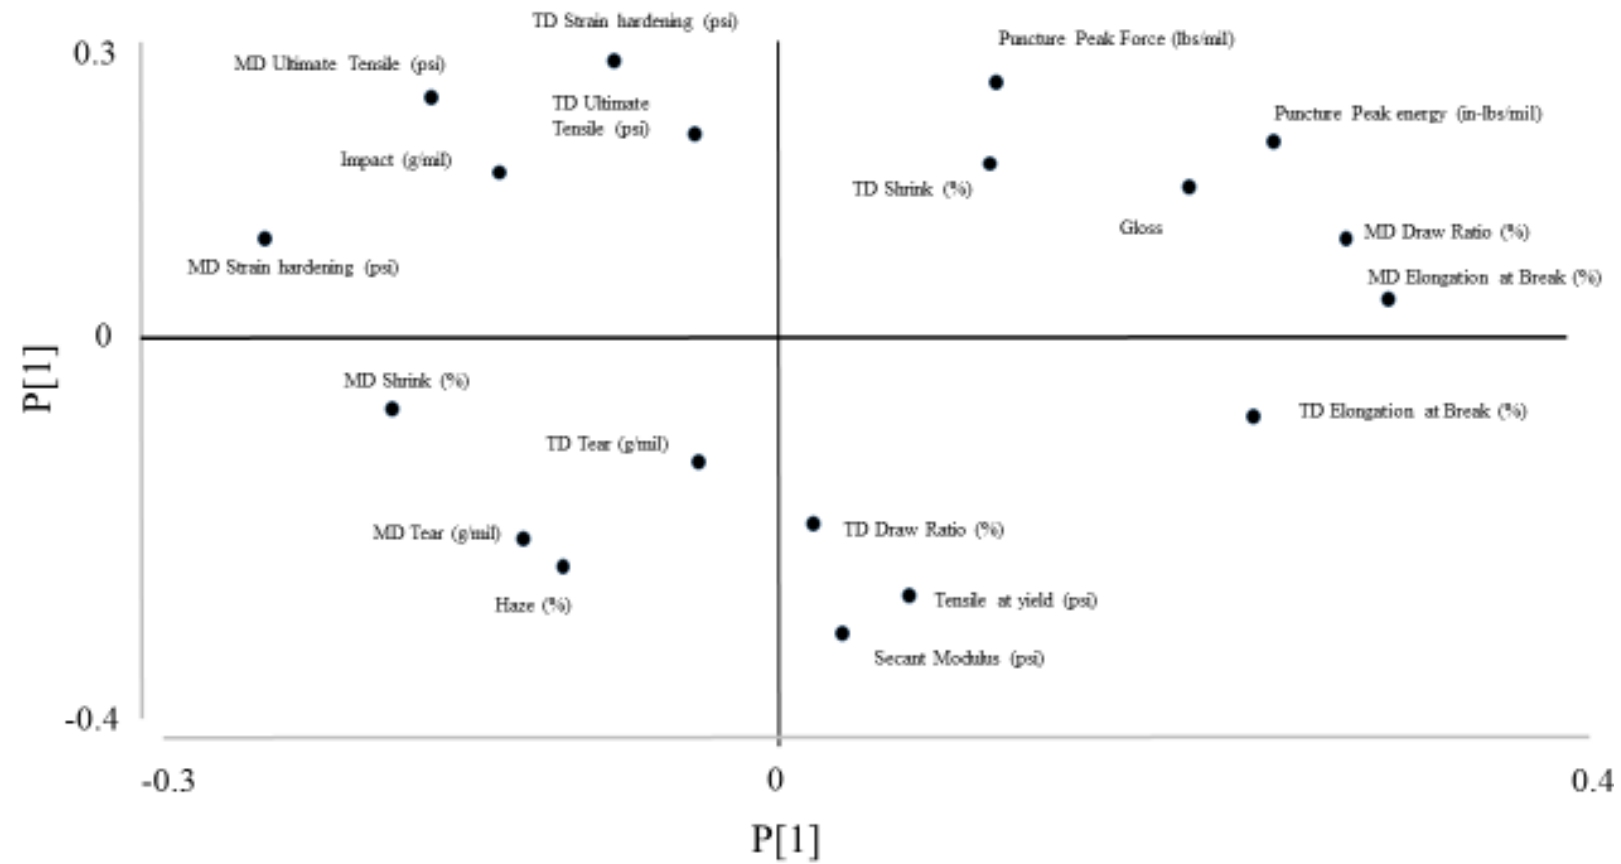 TD Strain hardening (psi)
0.3
MD Ultimate Tensile (psi)
Puncture Peak Force (lbs/mil)
TD Ultimate
Tensile (psi)
Puncture Peak energy (in-lbs/mil)
Impact (g/mil)
TD Shrink (%)
Gloss
MD Draw Ratio (%)
MD Strain hardening (psi)
MD Elongation at Break (%)
0
P[1]
MD Shrink (%)
TD Elongation at Break (%)
TD Tear (g/mil)
MD Tear (g/mil)
TD Draw Ratio (%)
Haze (%)
Tensile at yield (psi)
Secant Modulus (psi)
-0.4
-0.3
0
0.4
P[1]